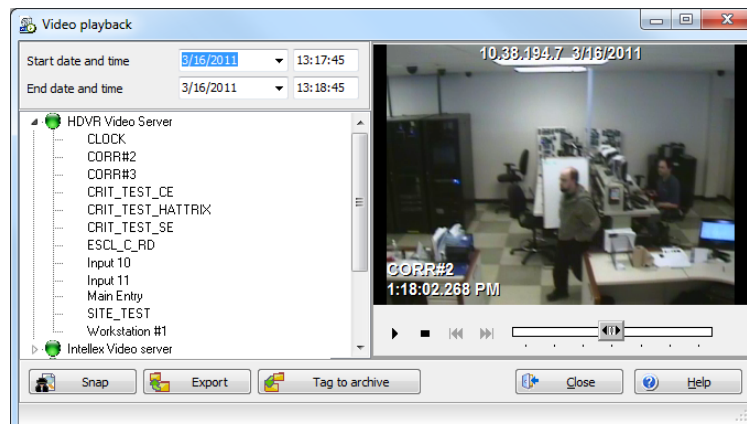 Video playback
Start date and time 3/16/2011 13:17:45
End date and time 3/16/2011 13:18:45
HDVR Video Server
CLOCK
CORR#2
CORR#3
CRIT_TEST_CE
CRIT_TEST_HATTRIX
CRIT_TEST_SE
ESCL_C_RD
Input 10
Input 11
Main Entry
SITE_TEST
Workstation #1
Intellex Video server
10.38.194.7 3/16/2011
CORR#2
1:18:02.268 PM
Snap Export Tag to archive Close Help